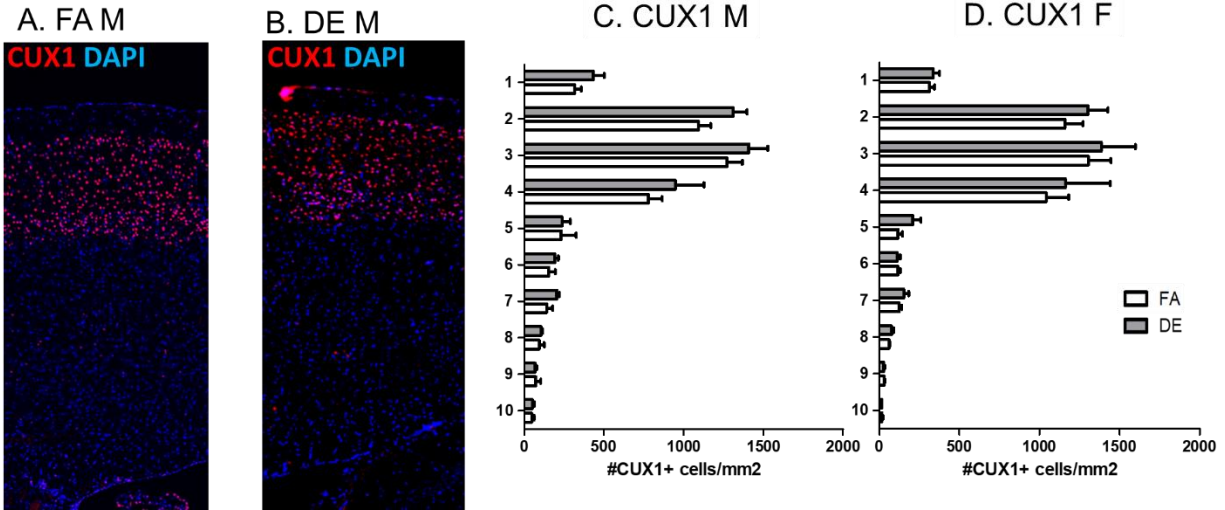 A. FA M
CUX1 DAPI
B. DE M
CUX1 DAPI
C. CUX1 M
1
2
3
4
5
6
7
8
9
10
0 500 1000 1500 2000
#CUX1+ cells/mm2
D. CUX1 F
1
2
3
4
5
6
7
8
9
10
0 500 1000 1500 2000
#CUX1+ cells/mm2
FA
DE